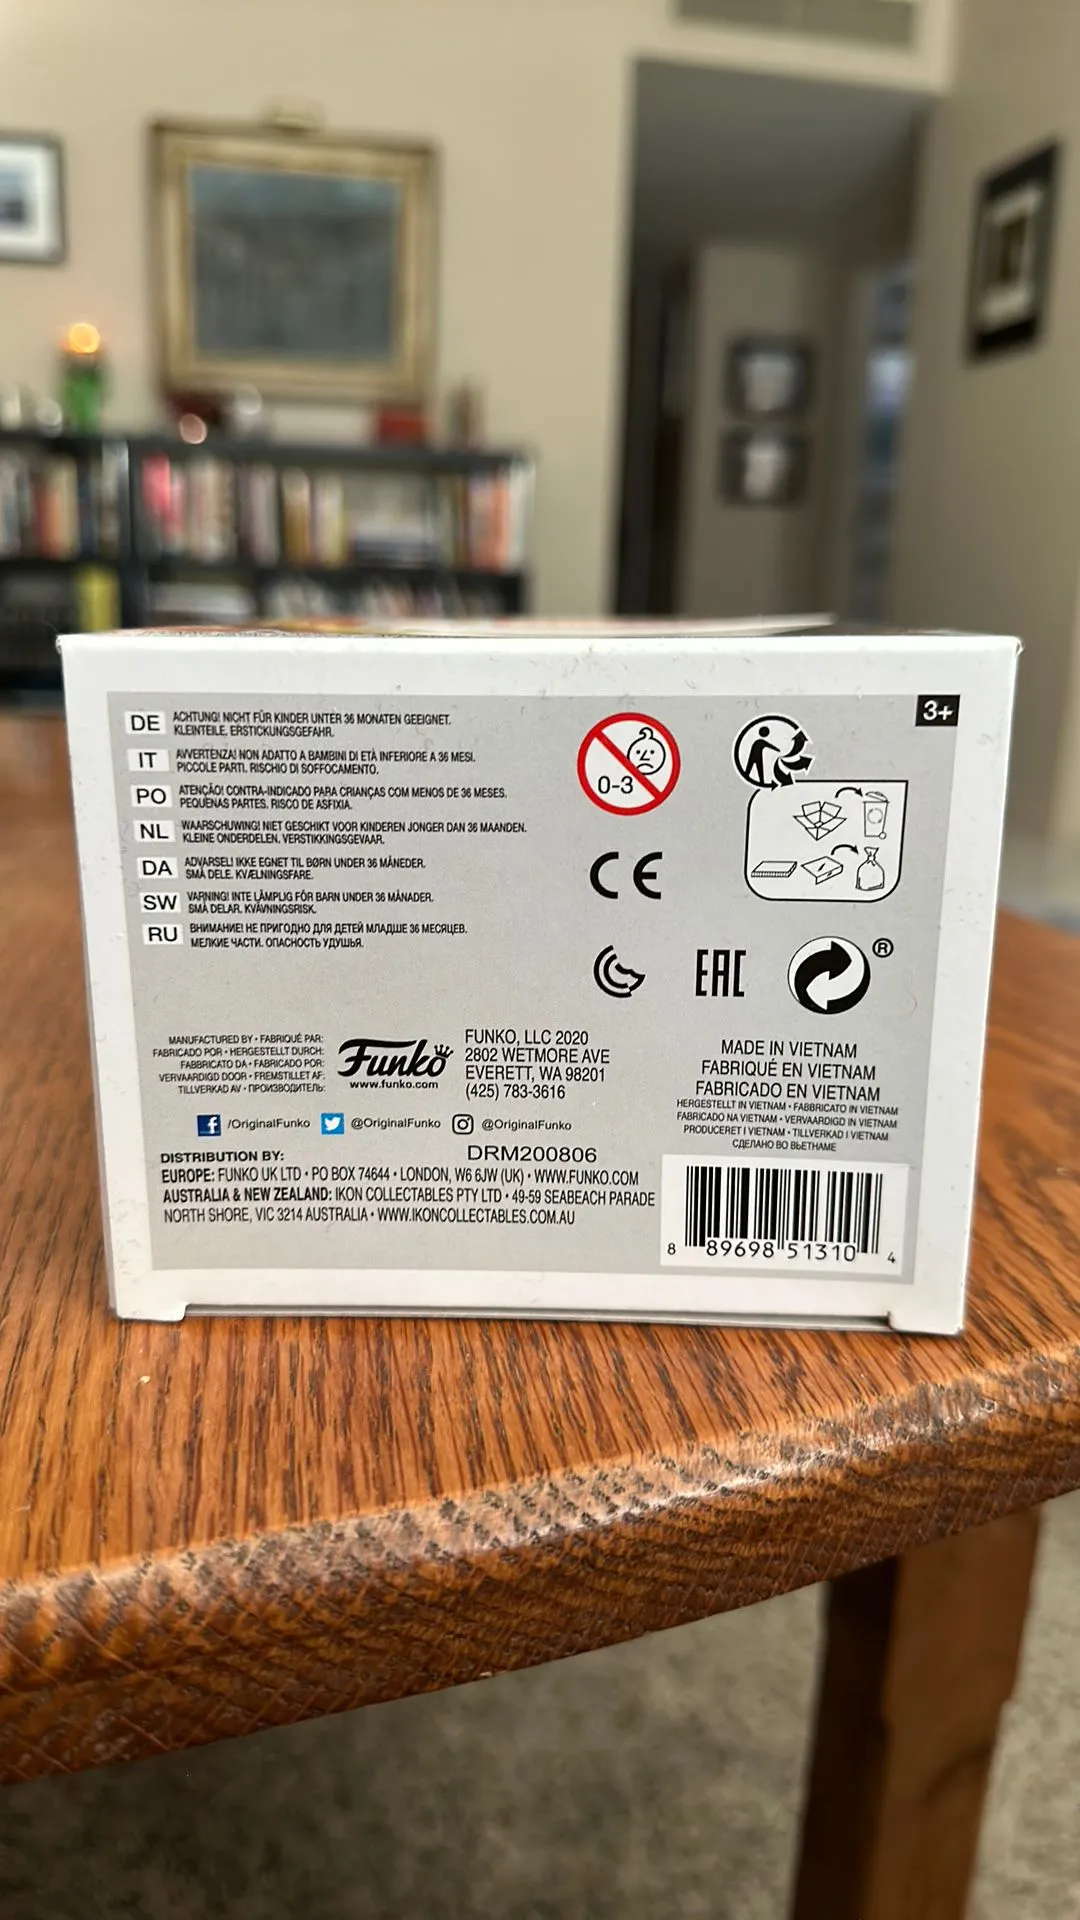 3+
DE ACHTUNG! NICHT FÜR KINDER UNTER 36 MONATEN GEEIGNET.
KLEINTEILE, ERSTICKUNGSGEFAHR.
IT AVVERTENZA! NON ADATTO A BAMBINI DI ETÀ INFERIORE A 36 MESI.
PICCOLE PARTI. RISCHIO DI SOFFOCAMENTO.
PO ATENÇÃO! CONTRA-INDICADO PARA CRIANÇAS COM MENOS DE 36 MESES.
PEQUENAS PARTES. RISCO DE ASFIXIA.
NL WAARSCHUWING! NIET GESCHIKT VOOR KINDEREN JONGER DAN 36 MAANDEN.
KLEINE ONDERDELEN. VERSTIKKINGSGEVAAR.
DA ADVARSEL! IKKE EGNET TIL BØRN UNDER 36 MÅNEDER.
SMÅ DELE. KVÆLNINGSFARE.
SW VARNING! INTE LÄMPLIG FÖR BARN UNDER 36 MÅNADER.
SMÅ DELAR. KVÄVNINGSRISK.
RU ВНИМАНИЕ! НЕ ПРИГОДНО ДЛЯ ДЕТЕЙ МЛАДШЕ 36 МЕСЯЦЕВ.
МЕЛКИЕ ЧАСТИ. ОПАСНОСТЬ УДУШЬЯ.
0-3
CE
EAC
®
MANUFACTURED BY • FABRIQUÉ PAR:
FABRICADO POR • HERGESTELLT DURCH:
FABBRICATO DA • FABRICADO POR:
VERVAARDIGD DOOR • FREMSTILLET AF:
TILLVERKAD AV • ПРОИЗВОДИТЕЛЬ:
Funko
www.funko.com
FUNKO, LLC 2020
2802 WETMORE AVE
EVERETT, WA 98201
(425) 783-3616
/OriginalFunko @OriginalFunko @OriginalFunko
DRM200806
DISTRIBUTION BY:
EUROPE: FUNKO UK LTD • PO BOX 74644 • LONDON, W6 6JW (UK) • WWW.FUNKO.COM
AUSTRALIA & NEW ZEALAND: IKON COLLECTABLES PTY LTD • 49-59 SEABEACH PARADE
NORTH SHORE, VIC 3214 AUSTRALIA • WWW.IKONCOLLECTABLES.COM.AU
MADE IN VIETNAM
FABRIQUÉ EN VIETNAM
FABRICADO EN VIETNAM
HERGESTELLT IN VIETNAM • FABBRICATO IN VIETNAM
FABRICADO NA VIETNAM • VERVAARDIGD IN VIETNAM
PRODUCERET I VIETNAM • TILLVERKAD I VIETNAM
СДЕЛАНО ВО ВЬЕТНАМЕ
8 89698 51310 4